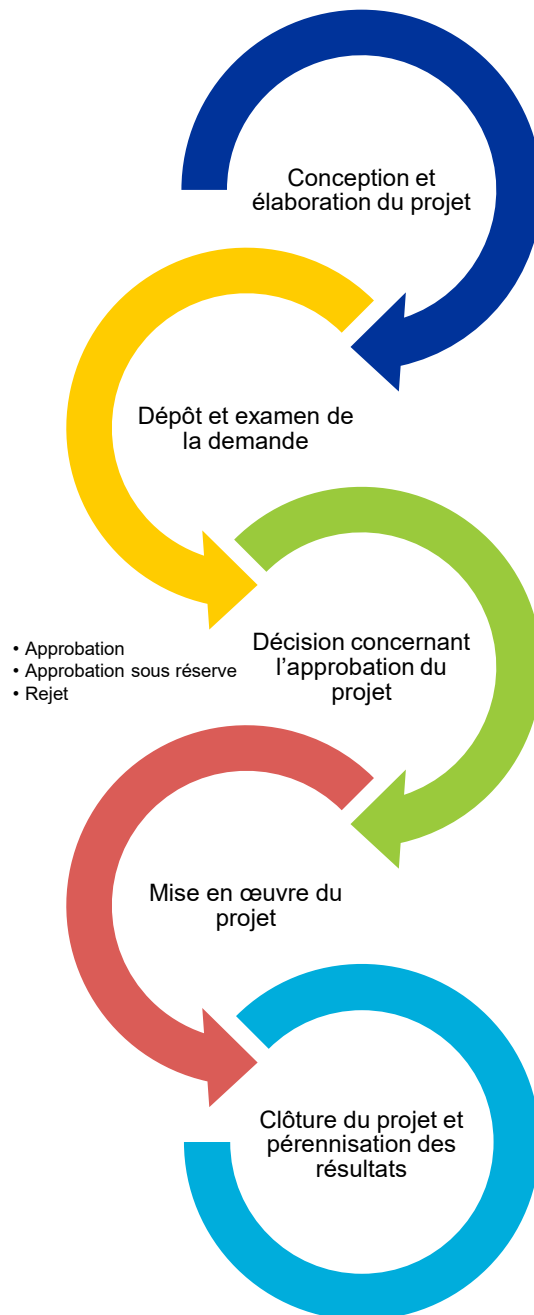 Conception et
élaboration du projet
Dépôt et examen de
la demande
• Approbation
• Approbation sous réserve
• Rejet
Décision concernant
l’approbation du
projet
Mise en œuvre du
projet
Clôture du projet et
pérennisation des
résultats